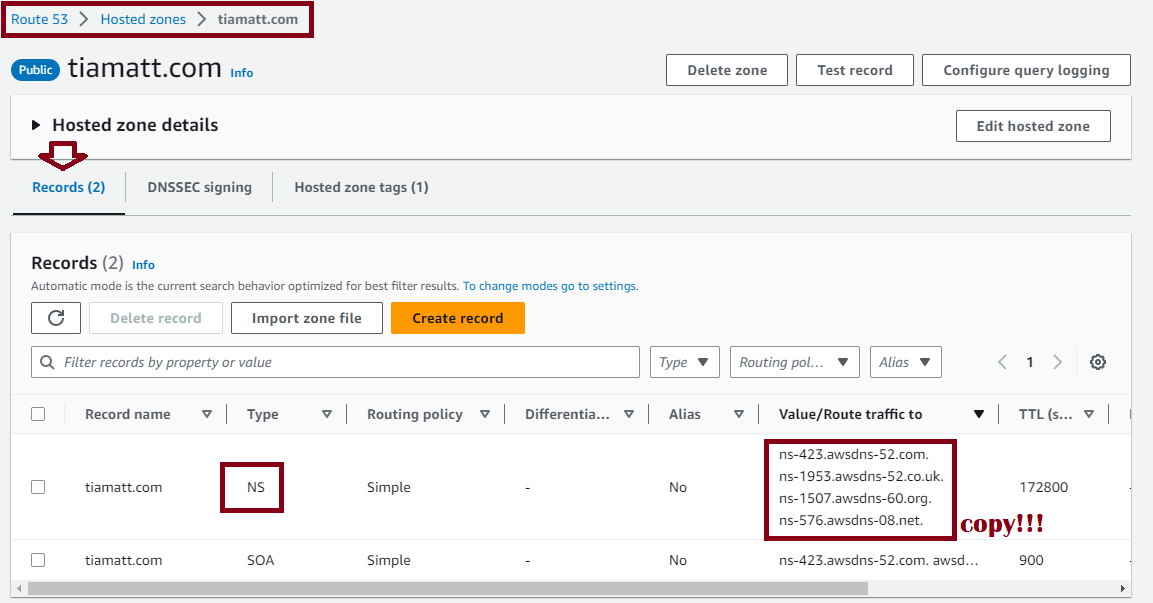 Route 53 > Hosted zones > tiamatt.com
Public tiamatt.com Info
Delete zone Test record Configure query logging
Hosted zone details Edit hosted zone
Records (2) DNSSEC signing Hosted zone tags (1)
Records (2) Info
Automatic mode is the current search behavior optimized for best filter results. To change modes go to settings.
Delete record Import zone file Create record
Filter records by property or value Type Routing pol... Alias 1
Record name Type Routing policy Differentia... Alias Value/Route traffic to TTL (s...
ns-423.awsdns-52.com.
ns-1953.awsdns-52.co.uk.
tiamatt.com NS Simple - No 172800
ns-1507.awsdns-60.org.
ns-576.awsdns-08.net.
copy!!!
tiamatt.com SOA Simple - No ns-423.awsdns-52.com. awsd... 900